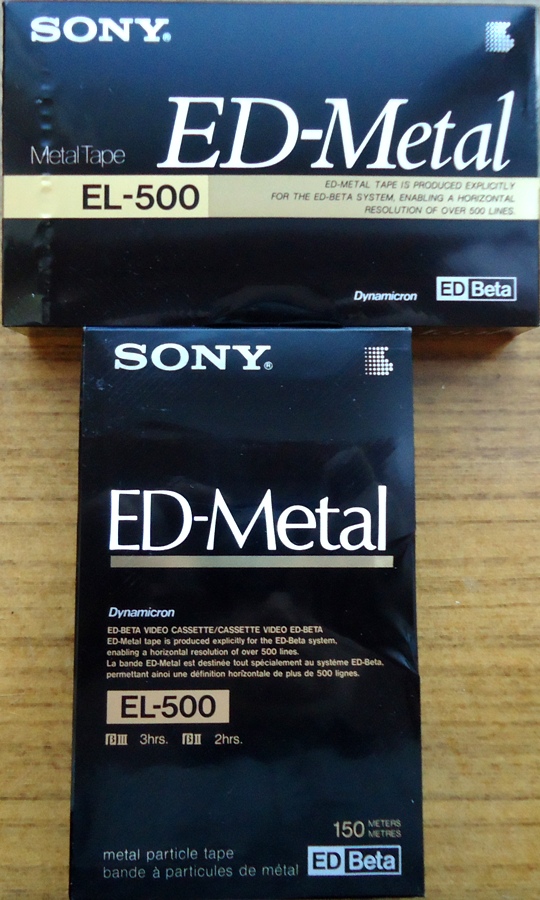 SONY®
ED-Metal
Metal Tape
EL-500
ED-METAL TAPE IS PRODUCED EXPLICITLY
FOR THE ED-BETA SYSTEM, ENABLING A HORIZONTAL
RESOLUTION OF OVER 500 LINES.
Dynamicron
ED Beta
SONY®
ED-Metal
Dynamicron
ED-BETA VIDEO CASSETTE/CASSETTE VIDEO ED-BETA
ED-Metal tape is produced explicitly for the ED-Beta system,
enabling a horizontal resolution of over 500 lines.
La bande ED-Metal est destinée tout spécialement au système ED-Beta,
permettant ainoi une définition horizontale de plus de 500 lignes.
EL-500
βIII 3hrs. βII 2hrs.
150 METERS
METRES
metal particle tape
bande à particules de métal
ED Beta